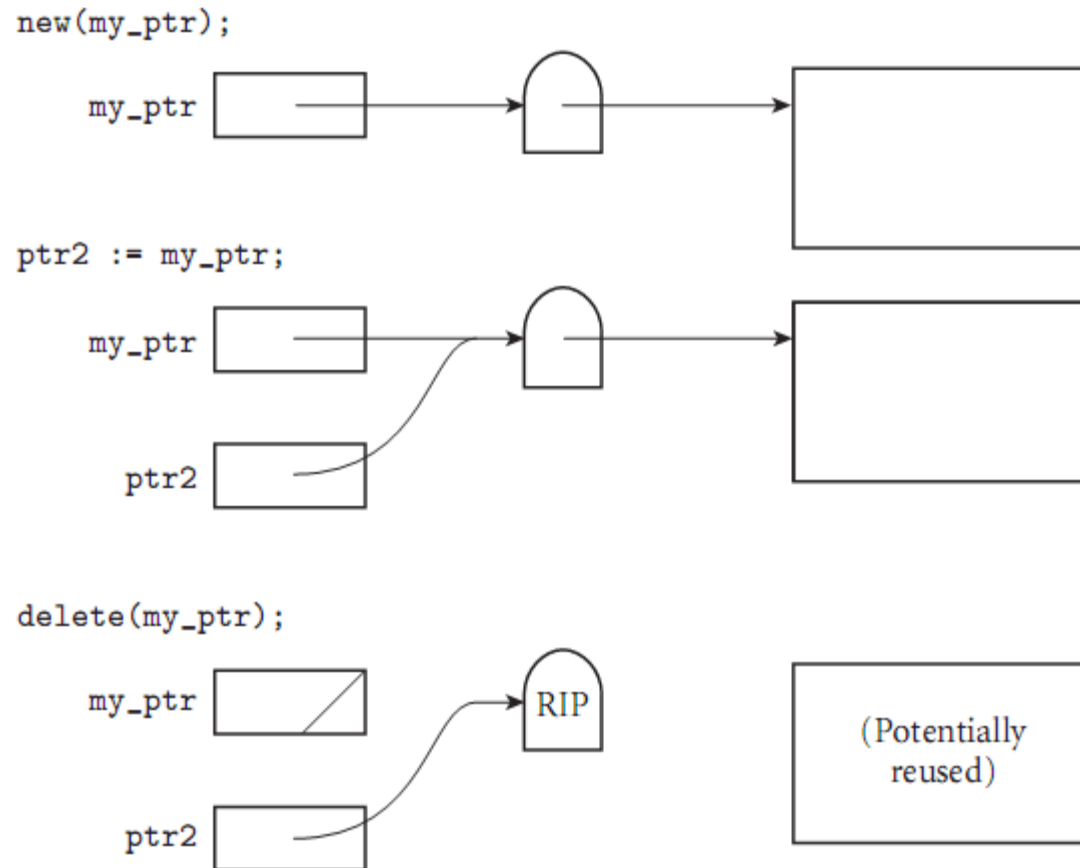 new(my_ptr);
my_ptr
ptr2 := my_ptr;
my_ptr
ptr2
delete(my_ptr);
my_ptr
RIP
(Potentially
reused)
ptr2